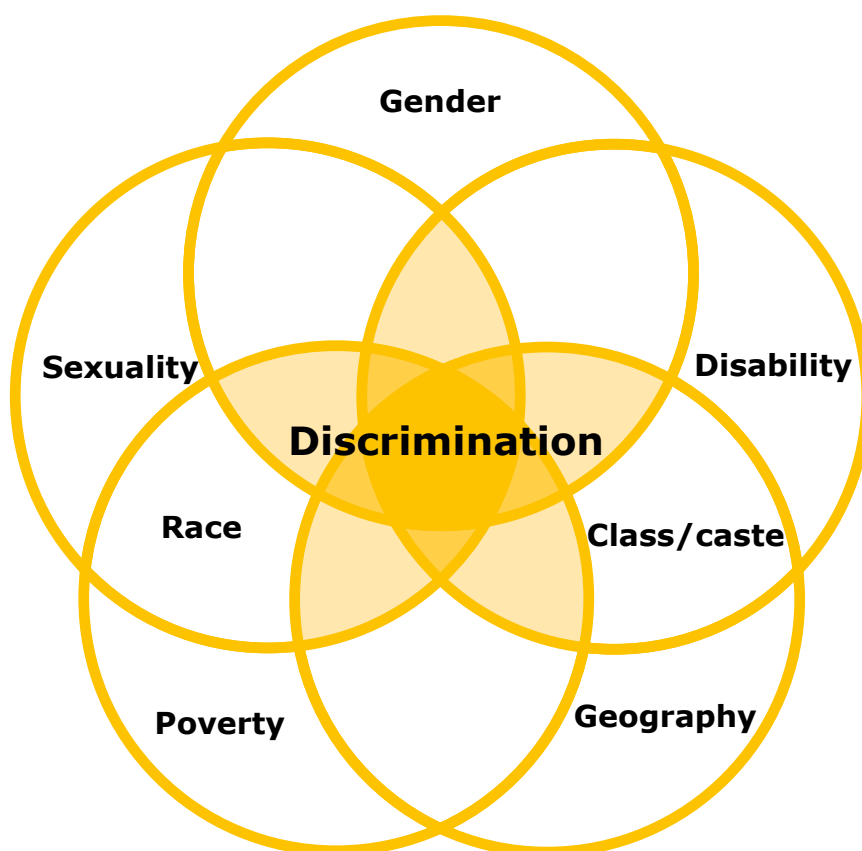 Gender
Sexuality
Disability
Discrimination
Race
Class/caste
Poverty
Geography